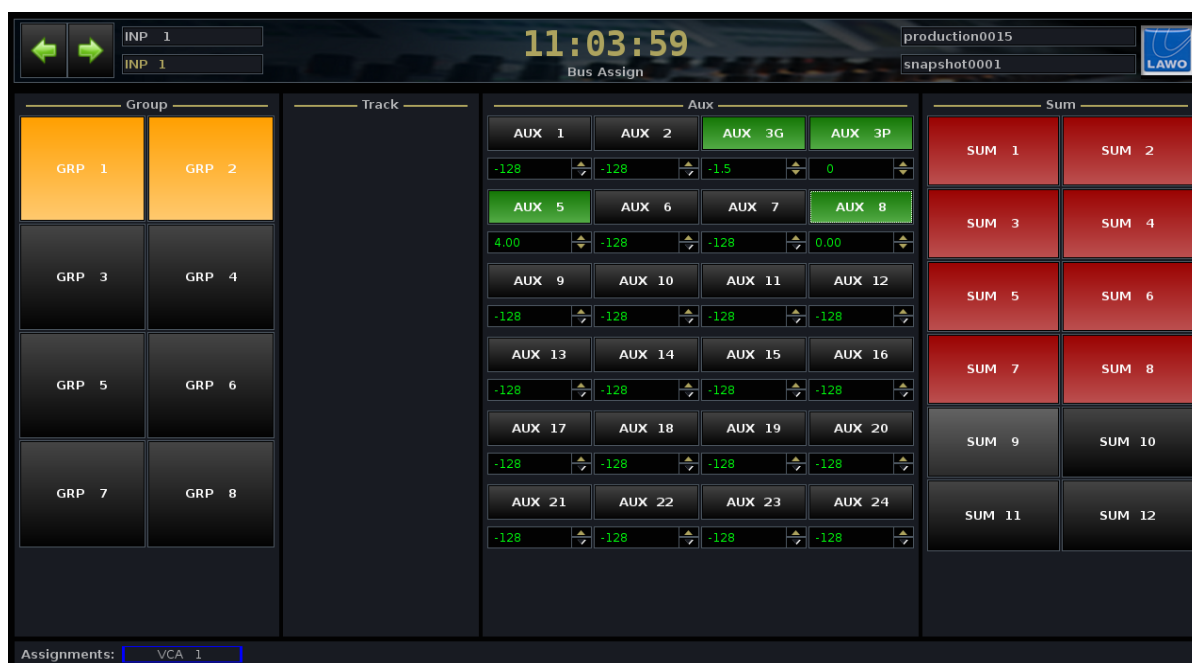 INP 1
INP 1
11:03:59
Bus Assign
production0015
snapshot0001
LAWO
Group
GRP 1 GRP 2
GRP 3 GRP 4
GRP 5 GRP 6
GRP 7 GRP 8
Track
Aux
AUX 1 AUX 2 AUX 3G AUX 3P
-128 -128 -1.5 0
AUX 5 AUX 6 AUX 7 AUX 8
4.00 -128 -128 0.00
AUX 9 AUX 10 AUX 11 AUX 12
-128 -128 -128 -128
AUX 13 AUX 14 AUX 15 AUX 16
-128 -128 -128 -128
AUX 17 AUX 18 AUX 19 AUX 20
-128 -128 -128 -128
AUX 21 AUX 22 AUX 23 AUX 24
-128 -128 -128 -128
Sum
SUM 1 SUM 2
SUM 3 SUM 4
SUM 5 SUM 6
SUM 7 SUM 8
SUM 9 SUM 10
SUM 11 SUM 12
Assignments: VCA 1